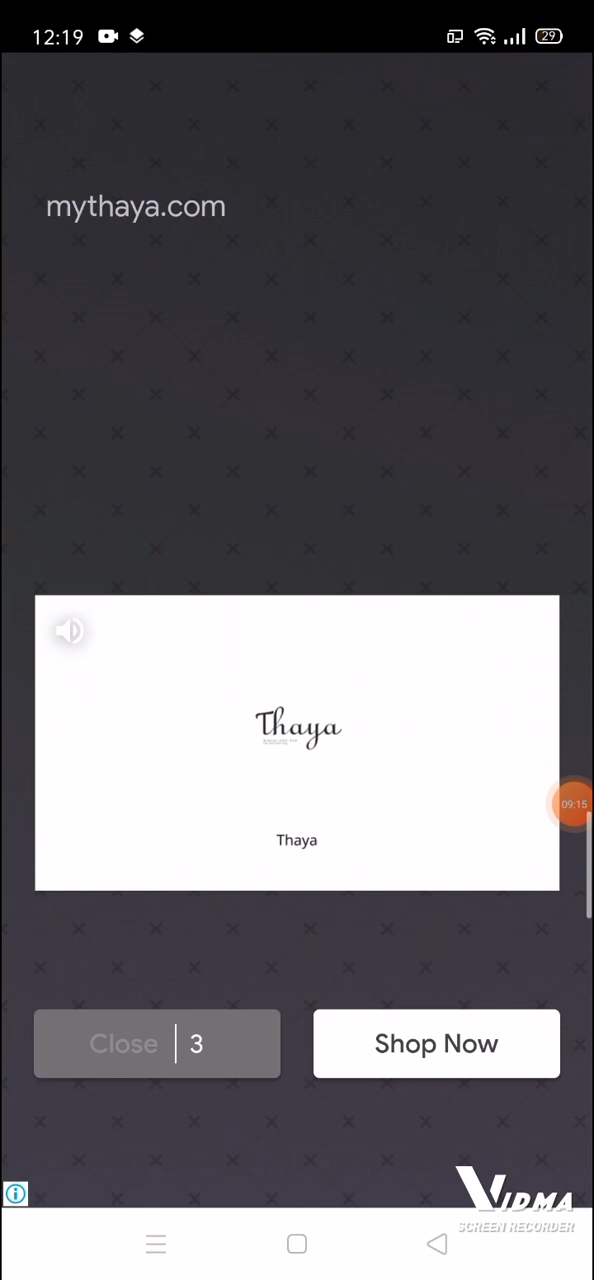 12:19
29
mythaya.com
Thaya
Thaya
09:15
Close | 3
Shop Now
VIDMA
SCREEN RECORDER